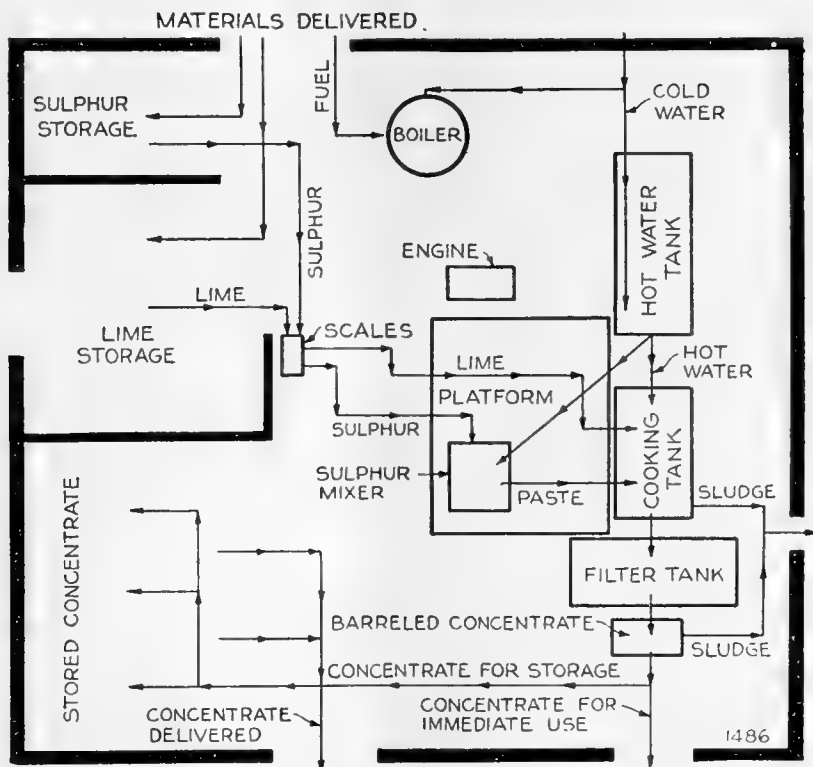 MATERIALS DELIVERED.
SULPHUR
STORAGE
FUEL
BOILER
COLD
WATER
SULPHUR
HOT WATER
TANK
ENGINE
LIME
SCALES
LIME
STORAGE
LIME
HOT
WATER
PLATFORM
SULPHUR
SULPHUR
MIXER
PASTE
COOKING
TANK
SLUDGE
STORED CONCENTRATE
FILTER TANK
BARRELED CONCENTRATE
SLUDGE
CONCENTRATE FOR STORAGE
CONCENTRATE
DELIVERED
CONCENTRATE FOR
IMMEDIATE USE
1486